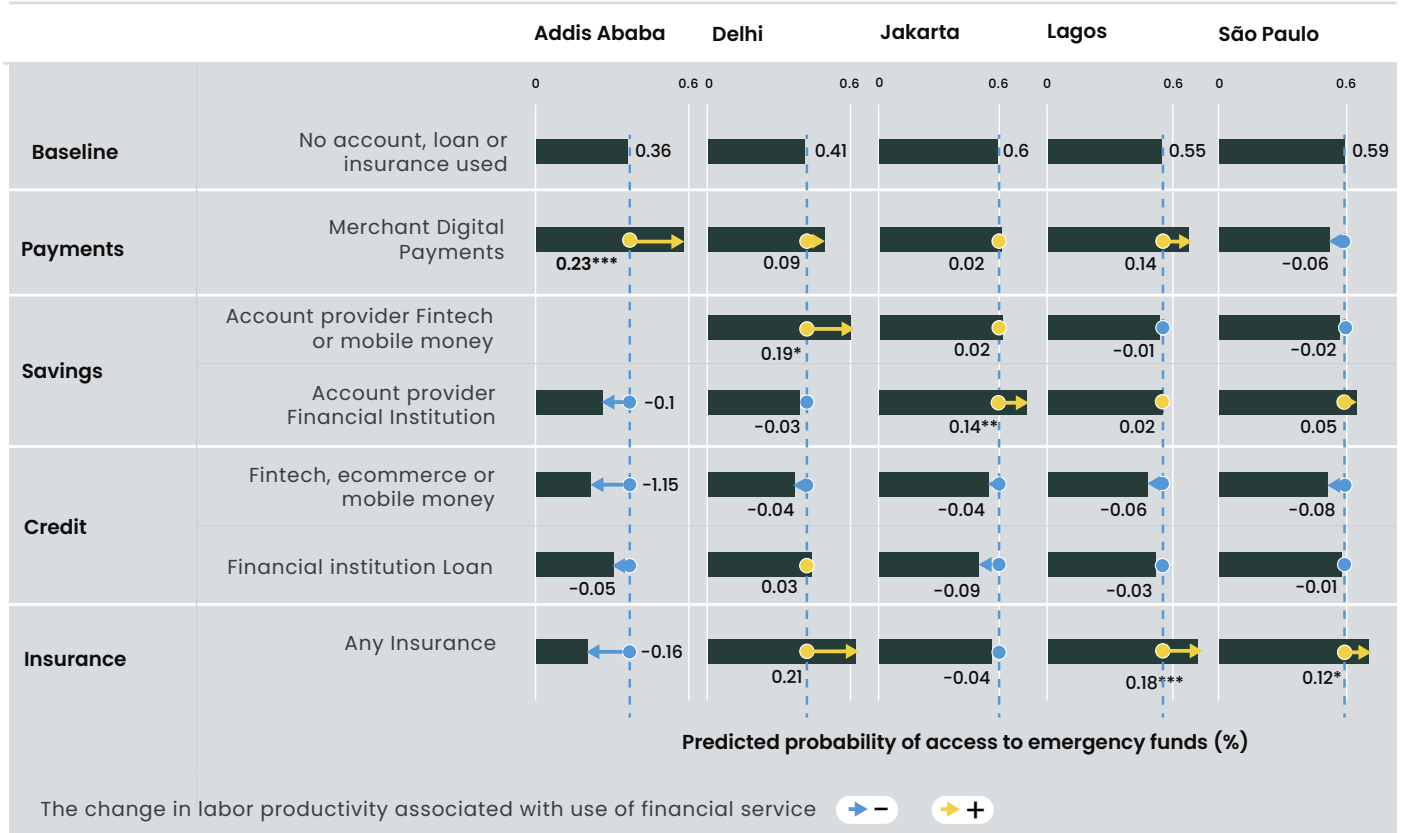 Addis Ababa Delhi Jakarta Lagos São Paulo
0 0.6 0 0.6 0 0.6 0 0.6 0 0.6
Baseline
No account, loan or
insurance used
0.36 0.41 0.6 0.55 0.59
Payments
Merchant Digital
Payments
0.23*** 0.09 0.02 0.14 -0.06
Savings
Account provider Fintech
or mobile money
0.19* 0.02 -0.01 -0.02
Account provider
Financial Institution
-0.1 -0.03 0.14** 0.02 0.05
Credit
Fintech, ecommerce or
mobile money
-1.15 -0.04 -0.04 -0.06 -0.08
Financial institution Loan
-0.05 0.03 -0.09 -0.03 -0.01
Insurance
Any Insurance
-0.16 0.21 -0.04 0.18*** 0.12*
Predicted probability of access to emergency funds (%)
The change in labor productivity associated with use of financial service - +